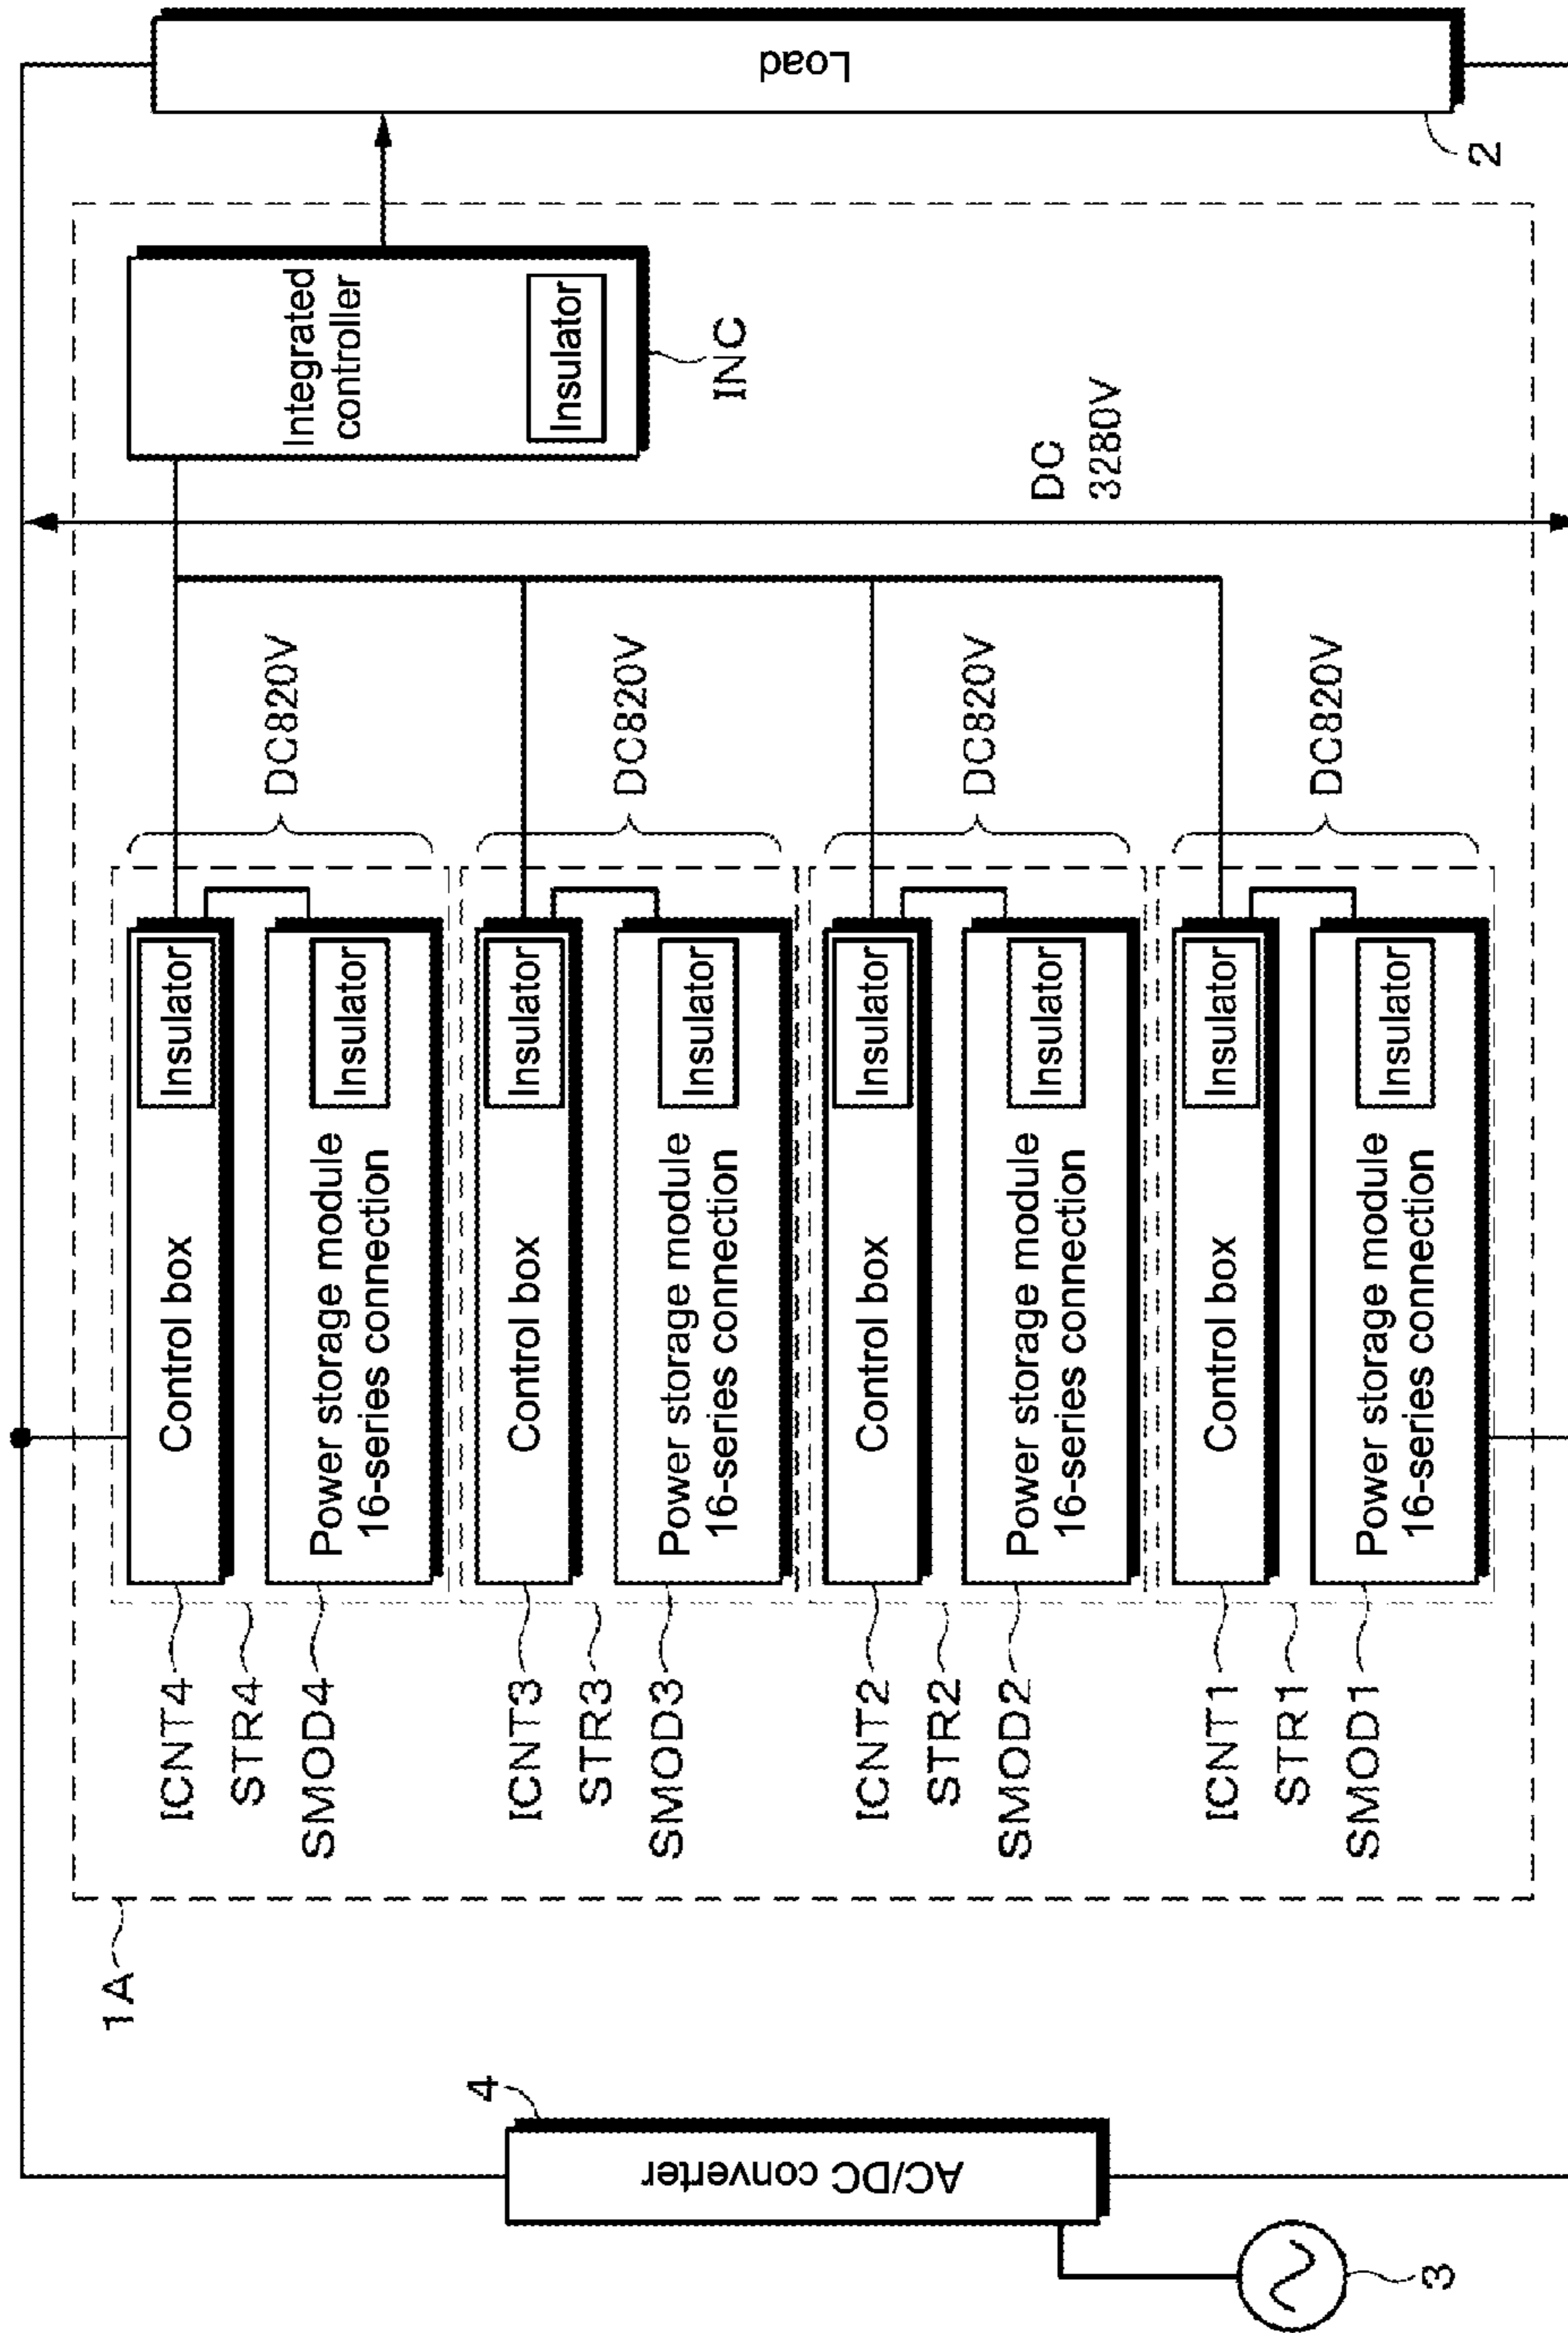 1A
4
AC/DC converter
3
ICNT4
STR4
SMOD4
Control box
Insulator
Power storage module
16-series connection
Insulator
DC820V
ICNT3
STR3
SMOD3
Control box
Insulator
Power storage module
16-series connection
Insulator
DC820V
ICNT2
STR2
SMOD2
Control box
Insulator
Power storage module
16-series connection
Insulator
DC820V
ICNT1
STR1
SMOD1
Control box
Insulator
Power storage module
16-series connection
Insulator
DC820V
Integrated
controller
Insulator
INC
DC
3280V
Load
2